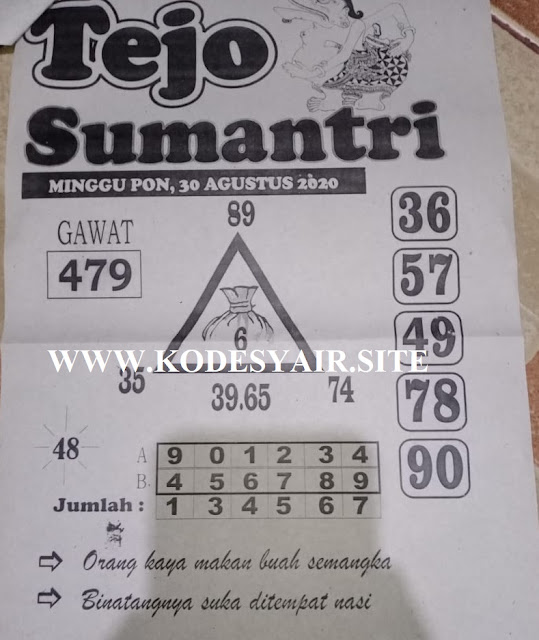 Tejo
Sumantri
MINGGU PON, 30 AGUSTUS 2020
89
GAWAT
479
6
35
39.65
74
36
57
49
78
90
WWW.KODESYAIR.SITE
48
A 9 0 1 2 3 4
B. 4 5 6 7 8 9
Jumlah : 1 3 4 5 6 7
Orang kaya makan buah semangka
Binatangnya suka ditempat nasi